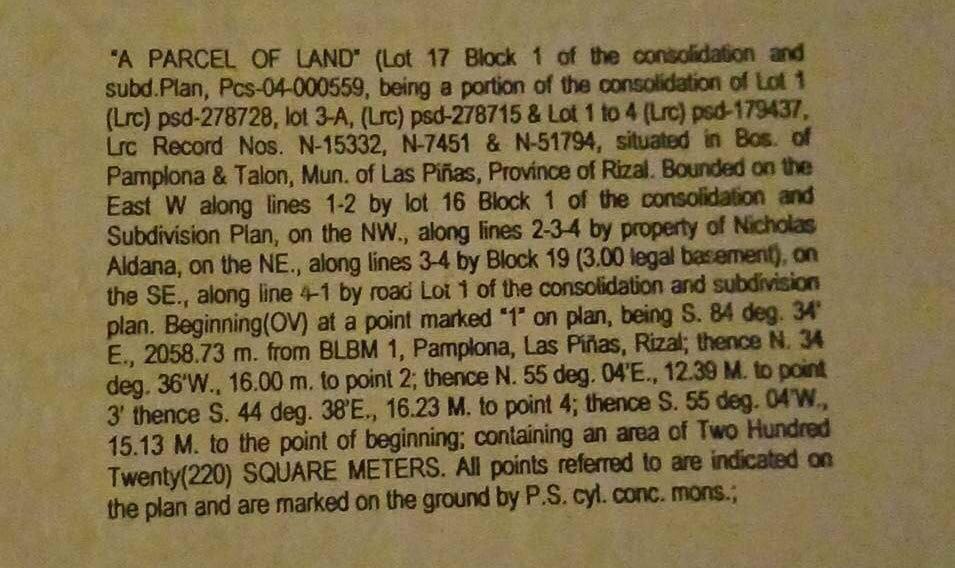 "A PARCEL OF LAND" (Lot 17 Block 1 of the consolidation and
subd.Plan, Pcs-04-000559, being a portion of the consolidation of Lot 1
(Lrc) psd-278728, lot 3-A, (Lrc) psd-278715 & Lot 1 to 4 (Lrc) psd-179437,
Lrc Record Nos. N-15332, N-7451 & N-51794, situated in Bos. of
Pamplona & Talon, Mun. of Las Piñas, Province of Rizal. Bounded on the
East W along lines 1-2 by lot 16 Block 1 of the consolidation and
Subdivision Plan, on the NW., along lines 2-3-4 by property of Nicholas
Aldana, on the NE., along lines 3-4 by Block 19 (3.00 legal basement), on
the SE., along line 4-1 by road Lot 1 of the consolidation and subdivision
plan. Beginning(OV) at a point marked "1" on plan, being S. 84 deg. 34'
E., 2058.73 m. from BLBM 1, Pamplona, Las Piñas, Rizal; thence N. 34
deg. 36'W., 16.00 m. to point 2; thence N. 55 deg. 04'E., 12.39 M. to point
3' thence S. 44 deg. 38'E., 16.23 M. to point 4; thence S. 55 deg. 04'W.,
15.13 M. to the point of beginning; containing an area of Two Hundred
Twenty(220) SQUARE METERS. All points referred to are indicated on
the plan and are marked on the ground by P.S. cyl. conc. mons.;